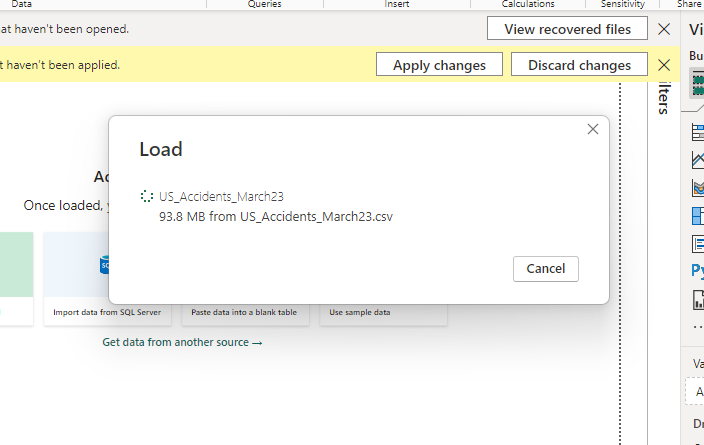 Data Queries Insert Calculations Sensitivity Share
at haven't been opened.
View recovered files
Vi
t haven't been applied.
Apply changes
Discard changes
Bu
lters
Load
US_Accidents_March23
93.8 MB from US_Accidents_March23.csv
Cancel
Ac
Once loaded, y
SQL
Import data from SQL Server
Paste data into a blank table
Use sample data
Get data from another source →
Py
...
Va
A
Dr